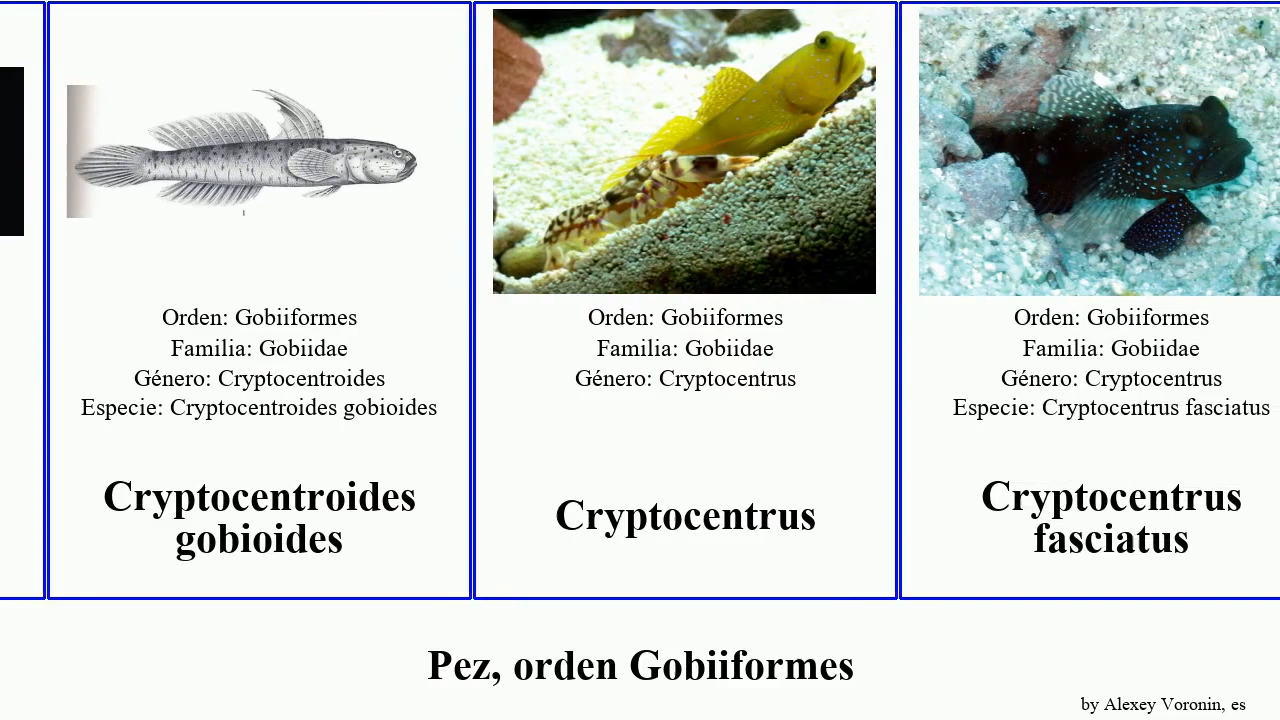 Orden: Gobiiformes
Familia: Gobiidae
Género: Cryptocentroides
Especie: Cryptocentroides gobioides
Cryptocentroides
gobioides
Orden: Gobiiformes
Familia: Gobiidae
Género: Cryptocentrus
Cryptocentrus
Orden: Gobiiformes
Familia: Gobiidae
Género: Cryptocentrus
Especie: Cryptocentrus fasciatus
Cryptocentrus
fasciatus
Pez, orden Gobiiformes
by Alexey Voronin, es